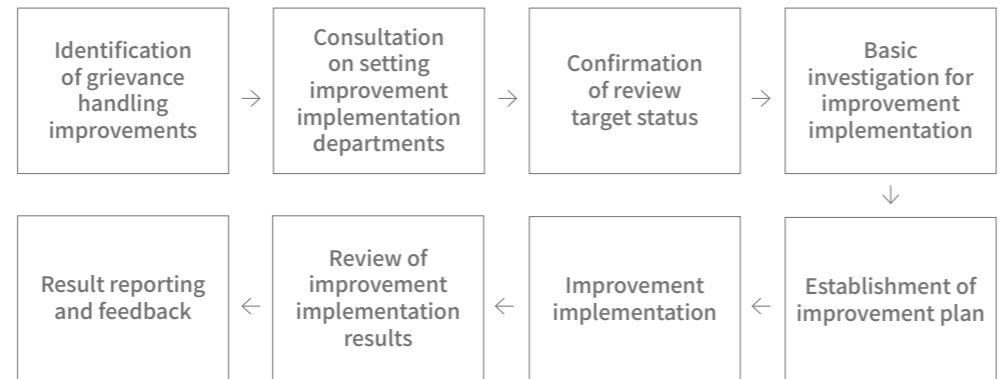 Identification
of grievance
handling
improvements
Consultation
on setting
improvement
implementation
departments
Confirmation
of review
target status
Basic
investigation for
improvement
implementation
Establishment of
improvement plan
Improvement
implementation
Review of
improvement
implementation
results
Result reporting
and feedback